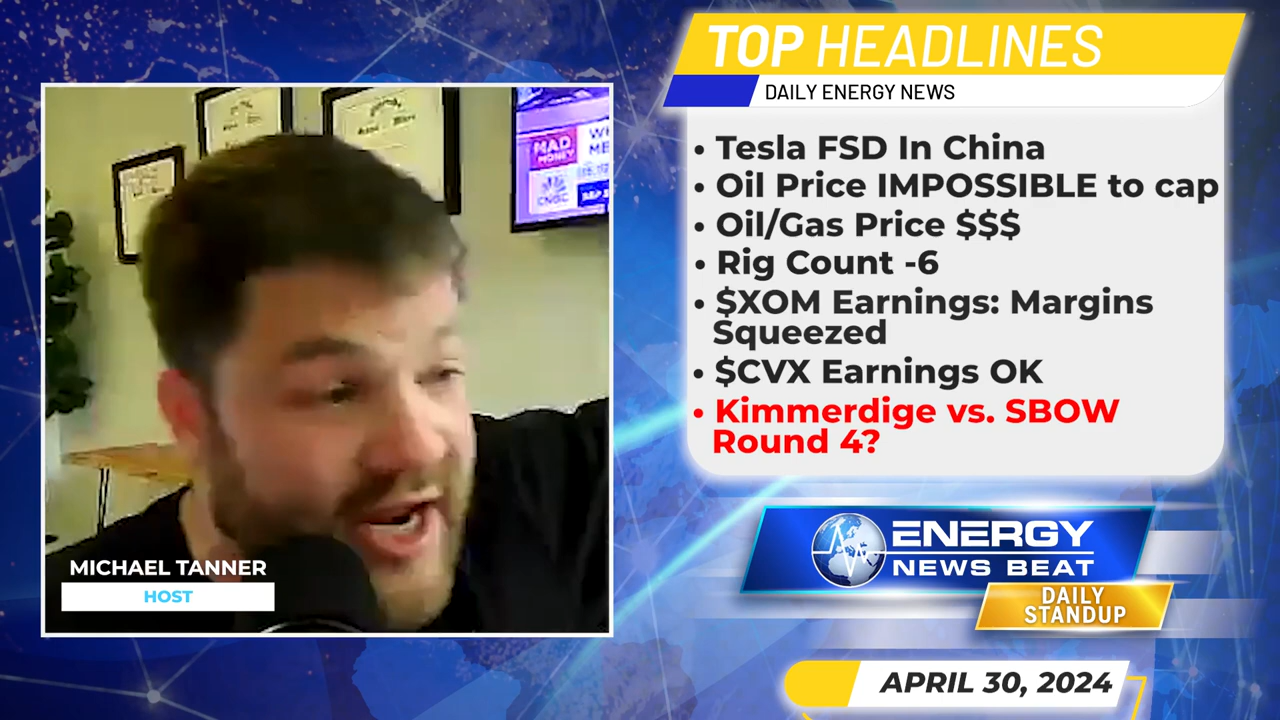 TOP HEADLINES
DAILY ENERGY NEWS
• Tesla FSD In China
• Oil Price IMPOSSIBLE to cap
• Oil/Gas Price $$$
• Rig Count -6
• $XOM Earnings: Margins
Squeezed
• $CVX Earnings OK
• Kimmerdige vs. SBOW
Round 4?
MAD
MONEY
CNBC
MICHAEL TANNER
HOST
ENERGY
NEWS BEAT
DAILY
STANDUP
APRIL 30, 2024